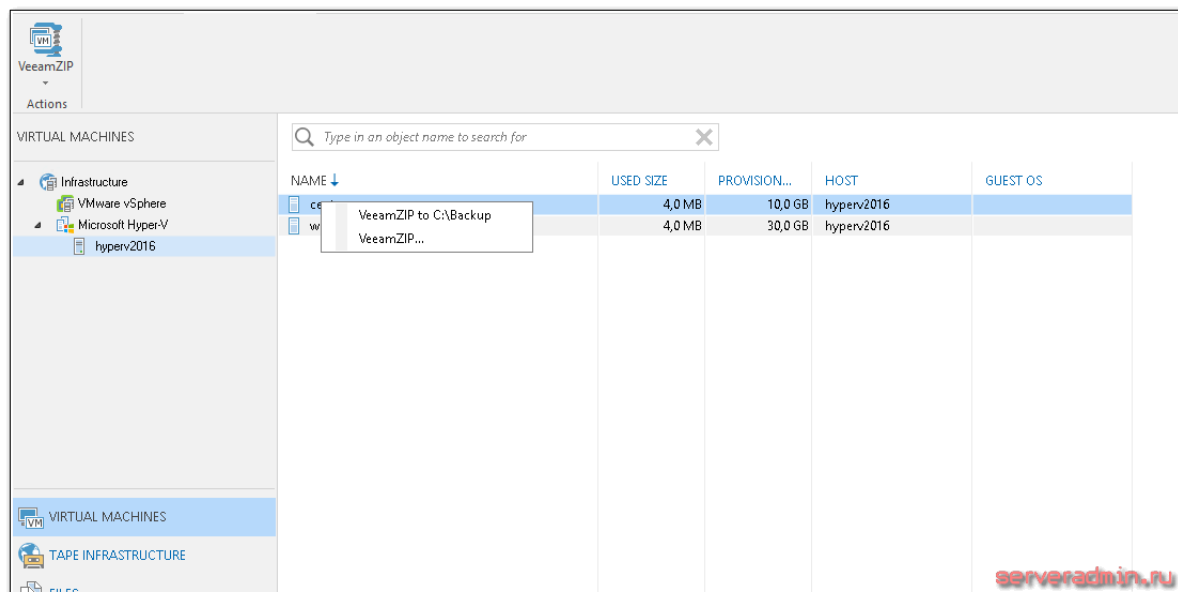 VeeamZIP
Actions
VIRTUAL MACHINES
Type in an object name to search for
Infrastructure
VMware vSphere
Microsoft Hyper-V
hyperv2016
NAME USED SIZE PROVISION... HOST GUEST OS
4,0 MB 10,0 GB hyperv2016
4,0 MB 30,0 GB hyperv2016
VeeamZIP to C:\Backup
VeeamZIP...
VM VIRTUAL MACHINES
TAPE INFRASTRUCTURE
FILES
serveradmin.ru